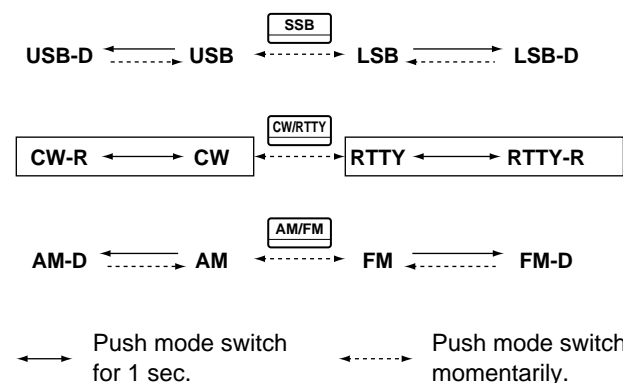 SSB
USB-D USB LSB LSB-D
CW/RTTY
CW-R CW RTTY RTTY-R
AM/FM
AM-D AM FM FM-D
Push mode switch for 1 sec.
Push mode switch momentarily.